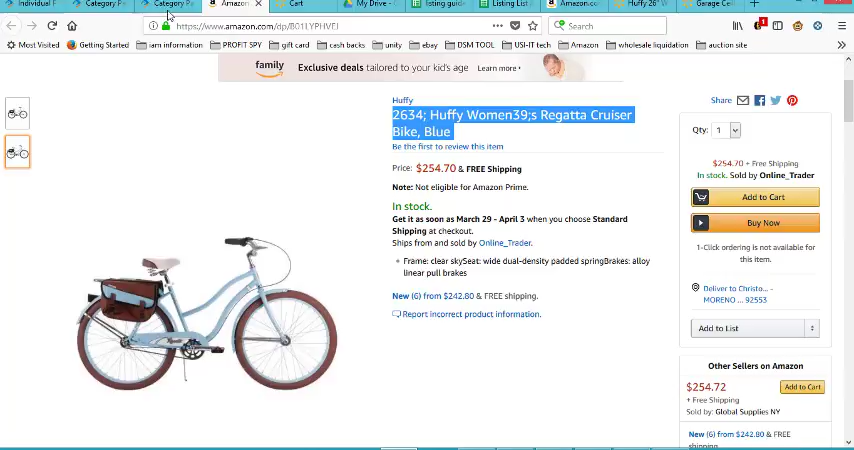 Individual F
Category P
Category Pa
Amazon
Cart
My Drive - C
listing guide
Listing List A
Amazon.co
Huffy 26" W
Garage Ceil
https://www.amazon.com/dp/B01LYPHVEJ
Search
1
Most Visited
Getting Started
iam information
PROFIT SPY
gift card
cash backs
unity
ebay
DSM TOOL
USI-IT tech
Amazon
wholesale liquidation
auction site
family
Exclusive deals tailored to your kid's age
Learn more ›
Huffy
2634; Huffy Women39;s Regatta Cruiser
Bike, Blue
Be the first to review this item
Price: $254.70 & FREE Shipping
Note: Not eligible for Amazon Prime.
In stock.
Get it as soon as March 29 - April 3 when you choose Standard
Shipping at checkout.
Ships from and sold by Online_Trader.
Frame: clear skySeat: wide dual-density padded springBrakes: alloy
linear pull brakes
New (6) from $242.80 & FREE shipping.
Report incorrect product information.
Share
Qty: 1
$254.70 + Free Shipping
In stock. Sold by Online_Trader
Add to Cart
Buy Now
1-Click ordering is not available for
this item.
Deliver to Christo... -
MORENO ... 92553
Add to List
Other Sellers on Amazon
$254.72
Add to Cart
+ Free Shipping
Sold by: Global Supplies NY
New (6) from $242.80 & FREE
shipping.